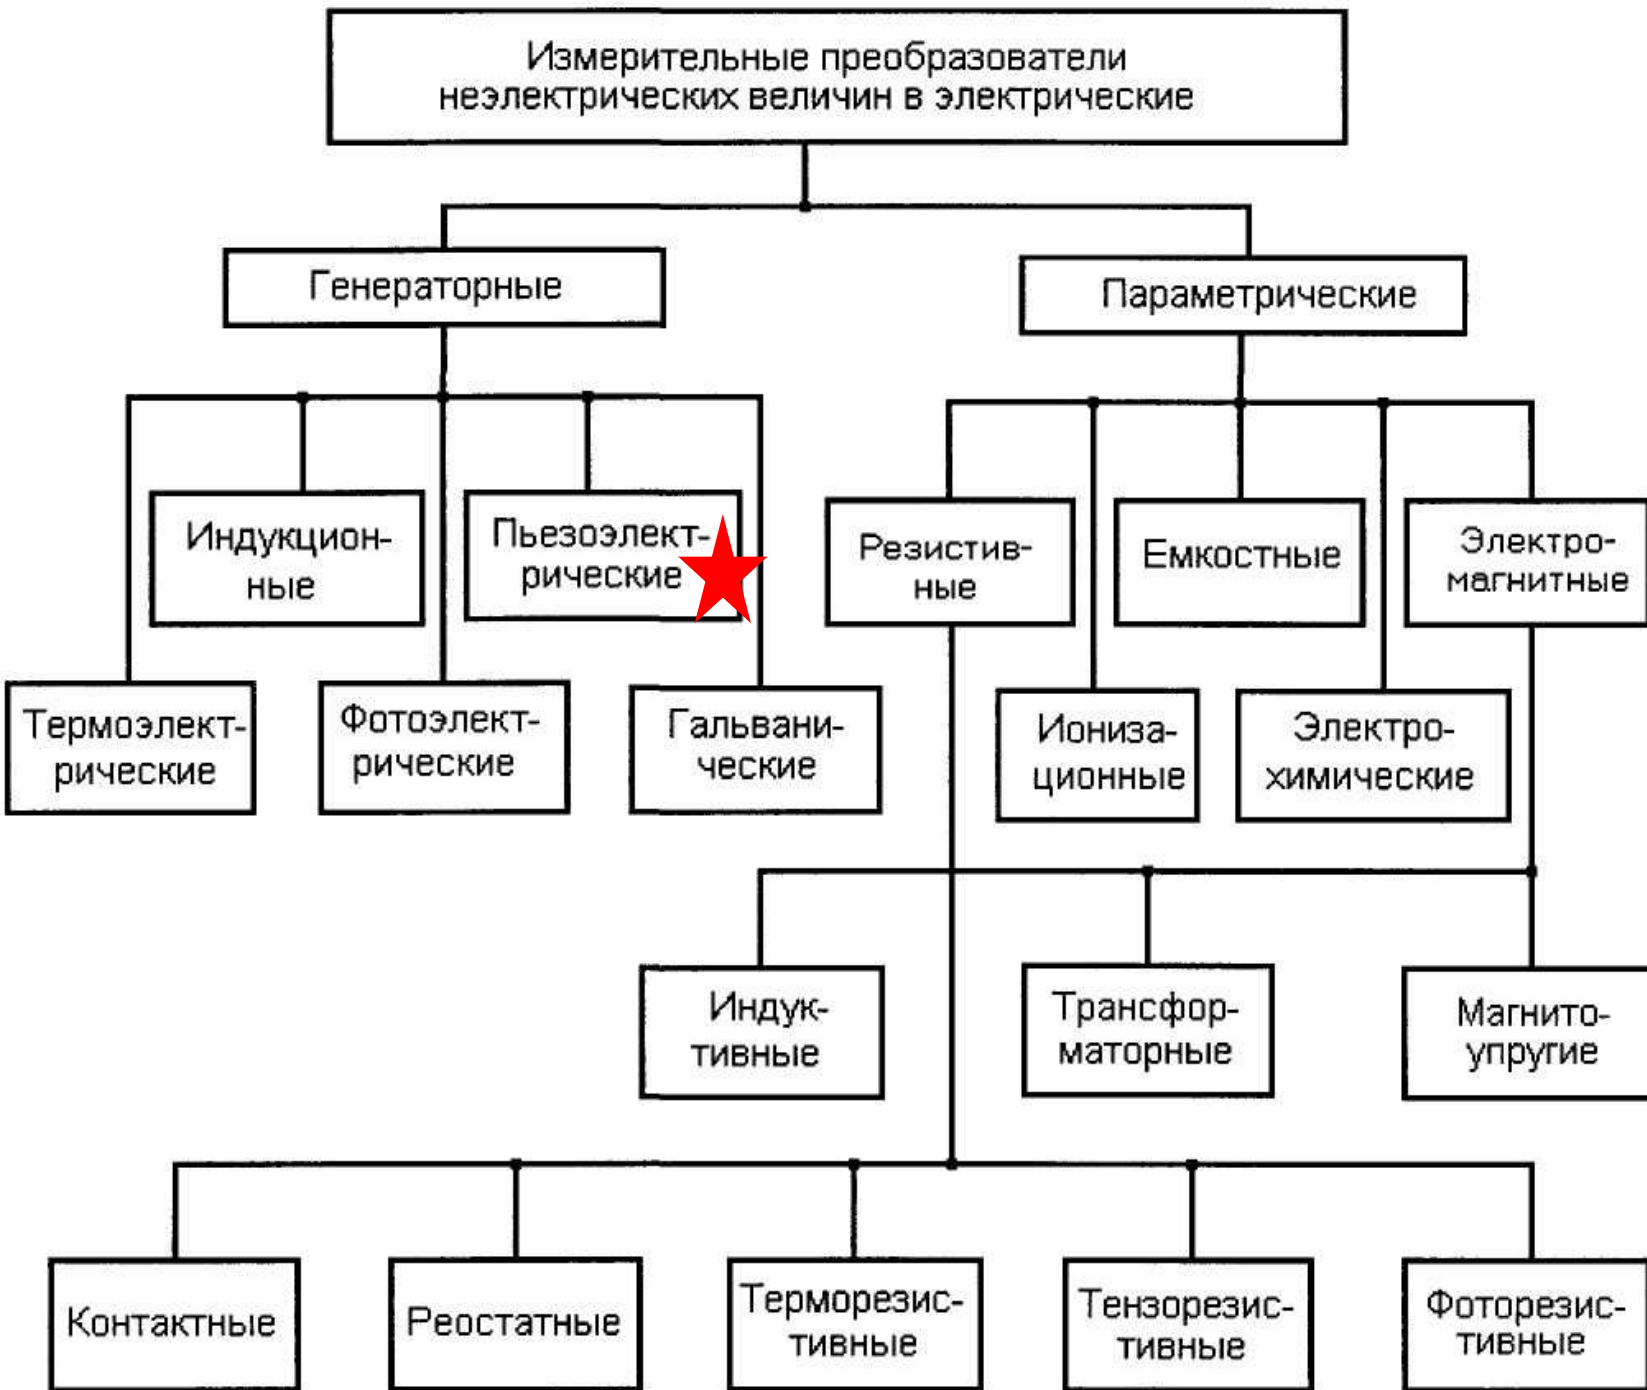 Измерительные преобразователи
неэлектрических величин в электрические
Генераторные
Параметрические
Индукцион-
ные
Пьезоэлект-
рические
Резистив-
ные
Емкостные
Электро-
магнитные
Термоэлект-
рические
Фотоэлект-
рические
Гальвани-
ческие
Иониза-
ционные
Электро-
химические
Индук-
тивные
Трансфор-
маторные
Магнито-
упругие
Контактные
Реостатные
Терморезис-
тивные
Тензорезис-
тивные
Фоторезис-
тивные